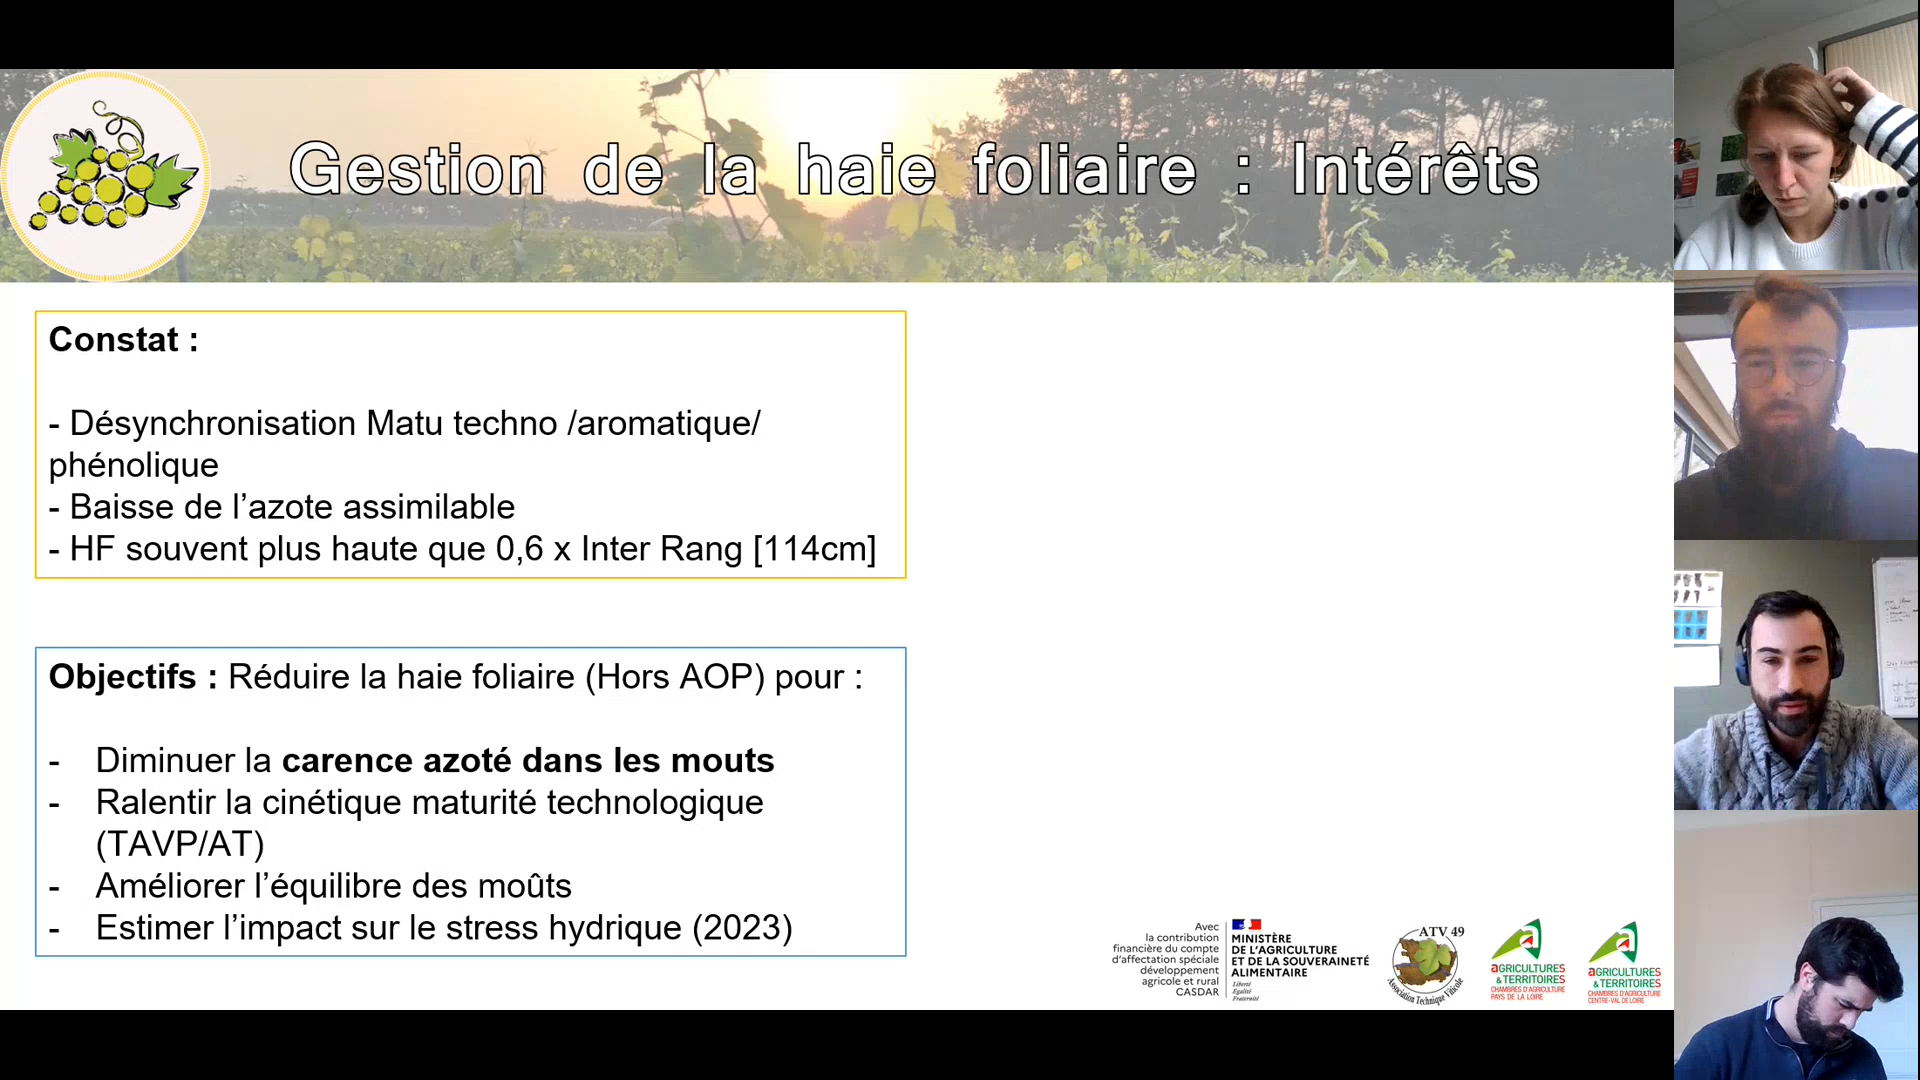 Gestion de la haie foliaire : Intérêts
Constat :
- Désynchronisation Matu techno /aromatique/
phénolique
- Baisse de l’azote assimilable
- HF souvent plus haute que 0,6 x Inter Rang [114cm]
Objectifs : Réduire la haie foliaire (Hors AOP) pour :
- Diminuer la carence azoté dans les mouts
- Ralentir la cinétique maturité technologique
(TAVP/AT)
- Améliorer l’équilibre des moûts
- Estimer l’impact sur le stress hydrique (2023)
Avec
la contribution
financière du compte
d’affectation spéciale
développement
agricole et rural
CASDAR
MINISTÈRE
DE L’AGRICULTURE
ET DE LA SOUVERAINETÉ
ALIMENTAIRE
Liberté
Égalité
Fraternité
ATV 49
Association Technique Viticole
AGRICULTURES
& TERRITOIRES
CHAMBRES D’AGRICULTURE
PAYS DE LA LOIRE
AGRICULTURES
& TERRITOIRES
CHAMBRES D’AGRICULTURE
CENTRE-VAL DE LOIRE